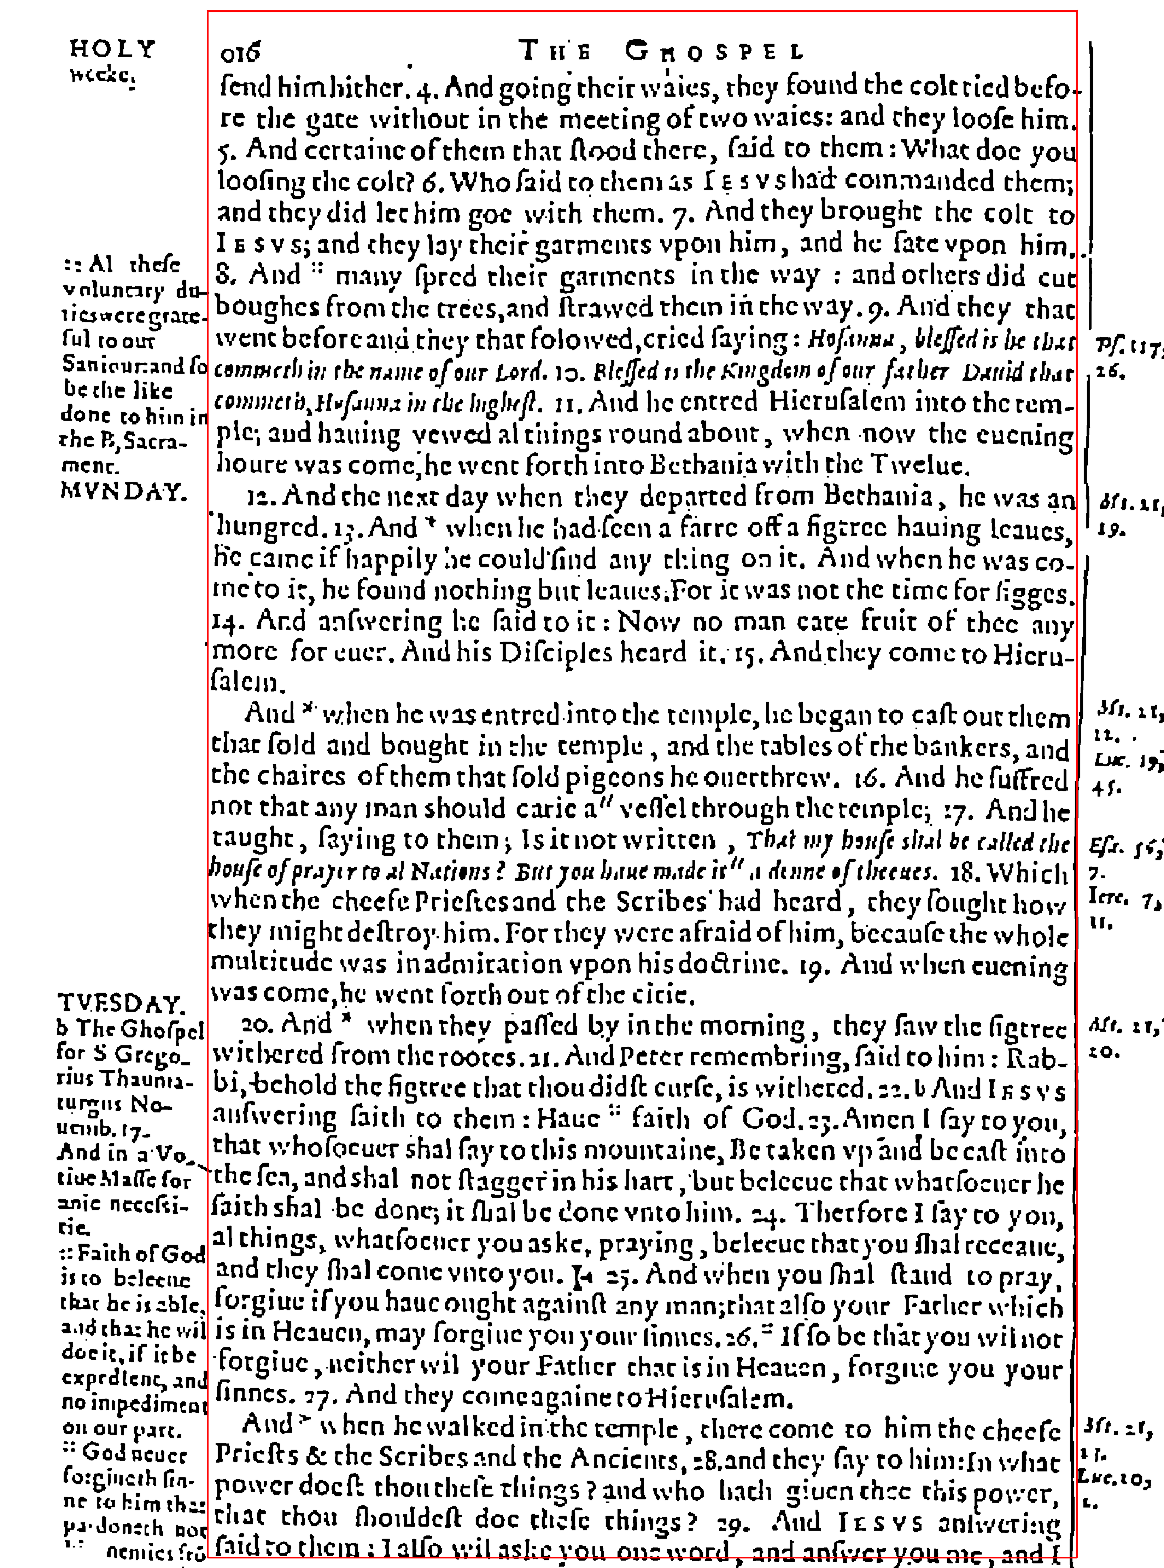 HOLY
weeke.
016 THE GHOSPEL
ſend him hither. 4. And going their waies, they found the colt tied befo-
re the gate without in the meeting of two waies: and they looſe him.
5. And certaine of them that ſtood there, ſaid to them: What doe you
looſing the colt? 6. Who ſaid to them as IESVS had commanded them;
and they did let him goe with them. 7. And they brought the colt to
IESVS; and they lay their garments vpon him, and he ſate vpon him.
8. And :: many ſpred their garments in the way : and others did cut
boughes from the trees, and ſtrawed them in the way. 9. And they that
went before and they that folowed, cried ſaying: Hoſanna, bleſſed is he that
commeth in the name of our Lord. 10. Bleſſed is the Kingdom of our father Dauid that
commeth, Hoſanna in the higheſt. 11. And he entred Hieruſalem into the tem-
ple; and hauing vewed al things round about, when now the euening
houre was come, he went forth into Bethania with the Twelue.
12. And the next day when they departed from Bethania, he was an
hungred. 13. And * when he had ſeen a farre off a figtree hauing leaues,
he came if happily he could find any thing on it. And when he was co-
me to it, he found nothing but leaues. For it was not the time for figges.
14. And anſwering he ſaid to it: Now no man eate fruit of thee any
more for euer. And his Diſciples heard it. 15. And they come to Hieru-
ſalem.
And * when he was entred into the temple, he began to caſt out them
that ſold and bought in the temple, and the tables of the bankers, and
the chaires of them that ſold pigeons he ouerthrew. 16. And he ſuffred
not that any man should carie a" veſſel through the temple; 17. And he
taught, ſaying to them; Is it not written, That my houſe shal be called the
houſe of prayer to al Nations? But you haue made it" a denne of theeues. 18. Which
when the cheefe Prieſtes and the Scribes had heard, they ſought how
they might deſtroy him. For they were afraid of him, becauſe the whole
multitude was in admiration vpon his doctrine. 19. And when euening
was come, he went forth out of the citie.
20. And * when they paſſed by in the morning, they ſaw the figtree
withered from the rootes. 21. And Peter remembring, ſaid to him: Rab-
bi, behold the figtree that thou didſt curſe, is withered. 22. b And IESVS
anſwering ſaith to them: Haue :: faith of God. 23. Amen I ſay to you,
that whoſoeuer shal ſay to this mountaine, Be taken vp and be caſt into
the ſea, and shal not ſtagger in his hart, but beleeue that whatſoeuer he
ſaith shal be done; it ſhal be done vnto him. 24. Therfore I ſay to you,
al things, whatſoeuer you aske, praying, beleeue that you ſhal receaue,
and they ſhal come vnto you. 25. And when you ſhal ſtand to pray,
forgiue if you haue ought againſt any man; that alſo your Father which
is in Heauen, may forgiue you your ſinnes. 26. :: If ſo be that you wil not
forgiue, neither wil your Father that is in Heauen, forgiue you your
ſinnes. 27. And they come againe to Hieruſalem.
And * when he walked in the temple, there come to him the cheefe
Prieſts & the Scribes and the Ancients, 28. and they ſay to him: In what
power doeſt thou theſe things? and who hath giuen thee this power,
that thou ſhouldeſt doe theſe things? 29. And IESVS anſwering
ſaid to them: I alſo wil aske you one word, and anſwer you me, and I
:: Al theſe
voluntary du-
ties were grate-
ful to our
Sauiour: and ſo
be the like
done to him in
the B. Sacra-
ment.
MVNDAY.
TVESDAY.
b The Ghoſpel
for S Grego-
rius Thauma-
turgus No-
uemb. 17.
And in a Vo-
tiue Maſſe for
anie neceſsi-
tie.
:: Faith of God
is to beleeue
that he is able,
and that he wil
doe it, if it be
expedient, and
no impediment
on our part.
:: God neuer
forgiueth ſin-
ne to him that
pardoneth not
enemies fro
Pſ. 117,
26.
Mt. 21,
19.
Mt. 21,
12.
Luc. 19,
45.
Eſa. 56,
7.
Iere. 7,
11.
Mt. 21,
20.
Mt. 21,
23.
Luc. 20,
1.